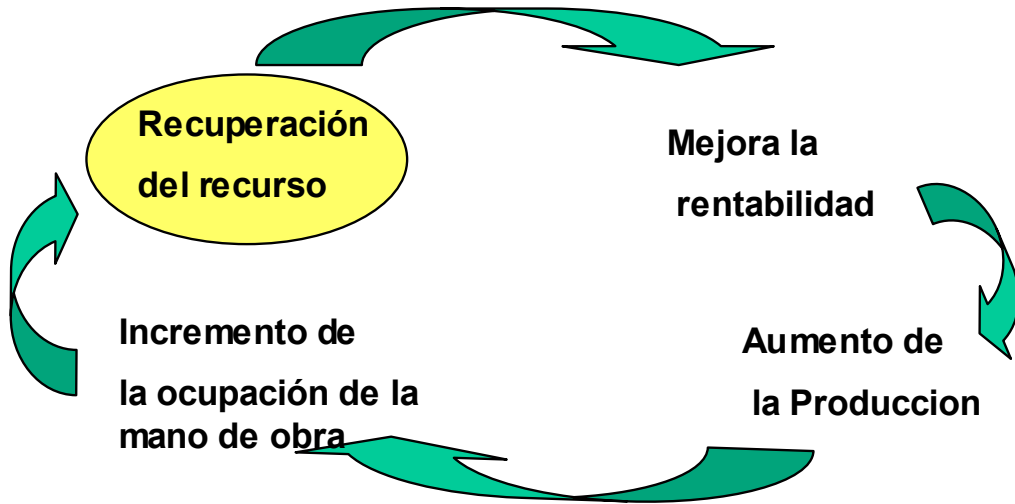 Recuperación
del recurso
Mejora la
rentabilidad
Incremento de
la ocupación de la
mano de obra
Aumento de
la Produccion